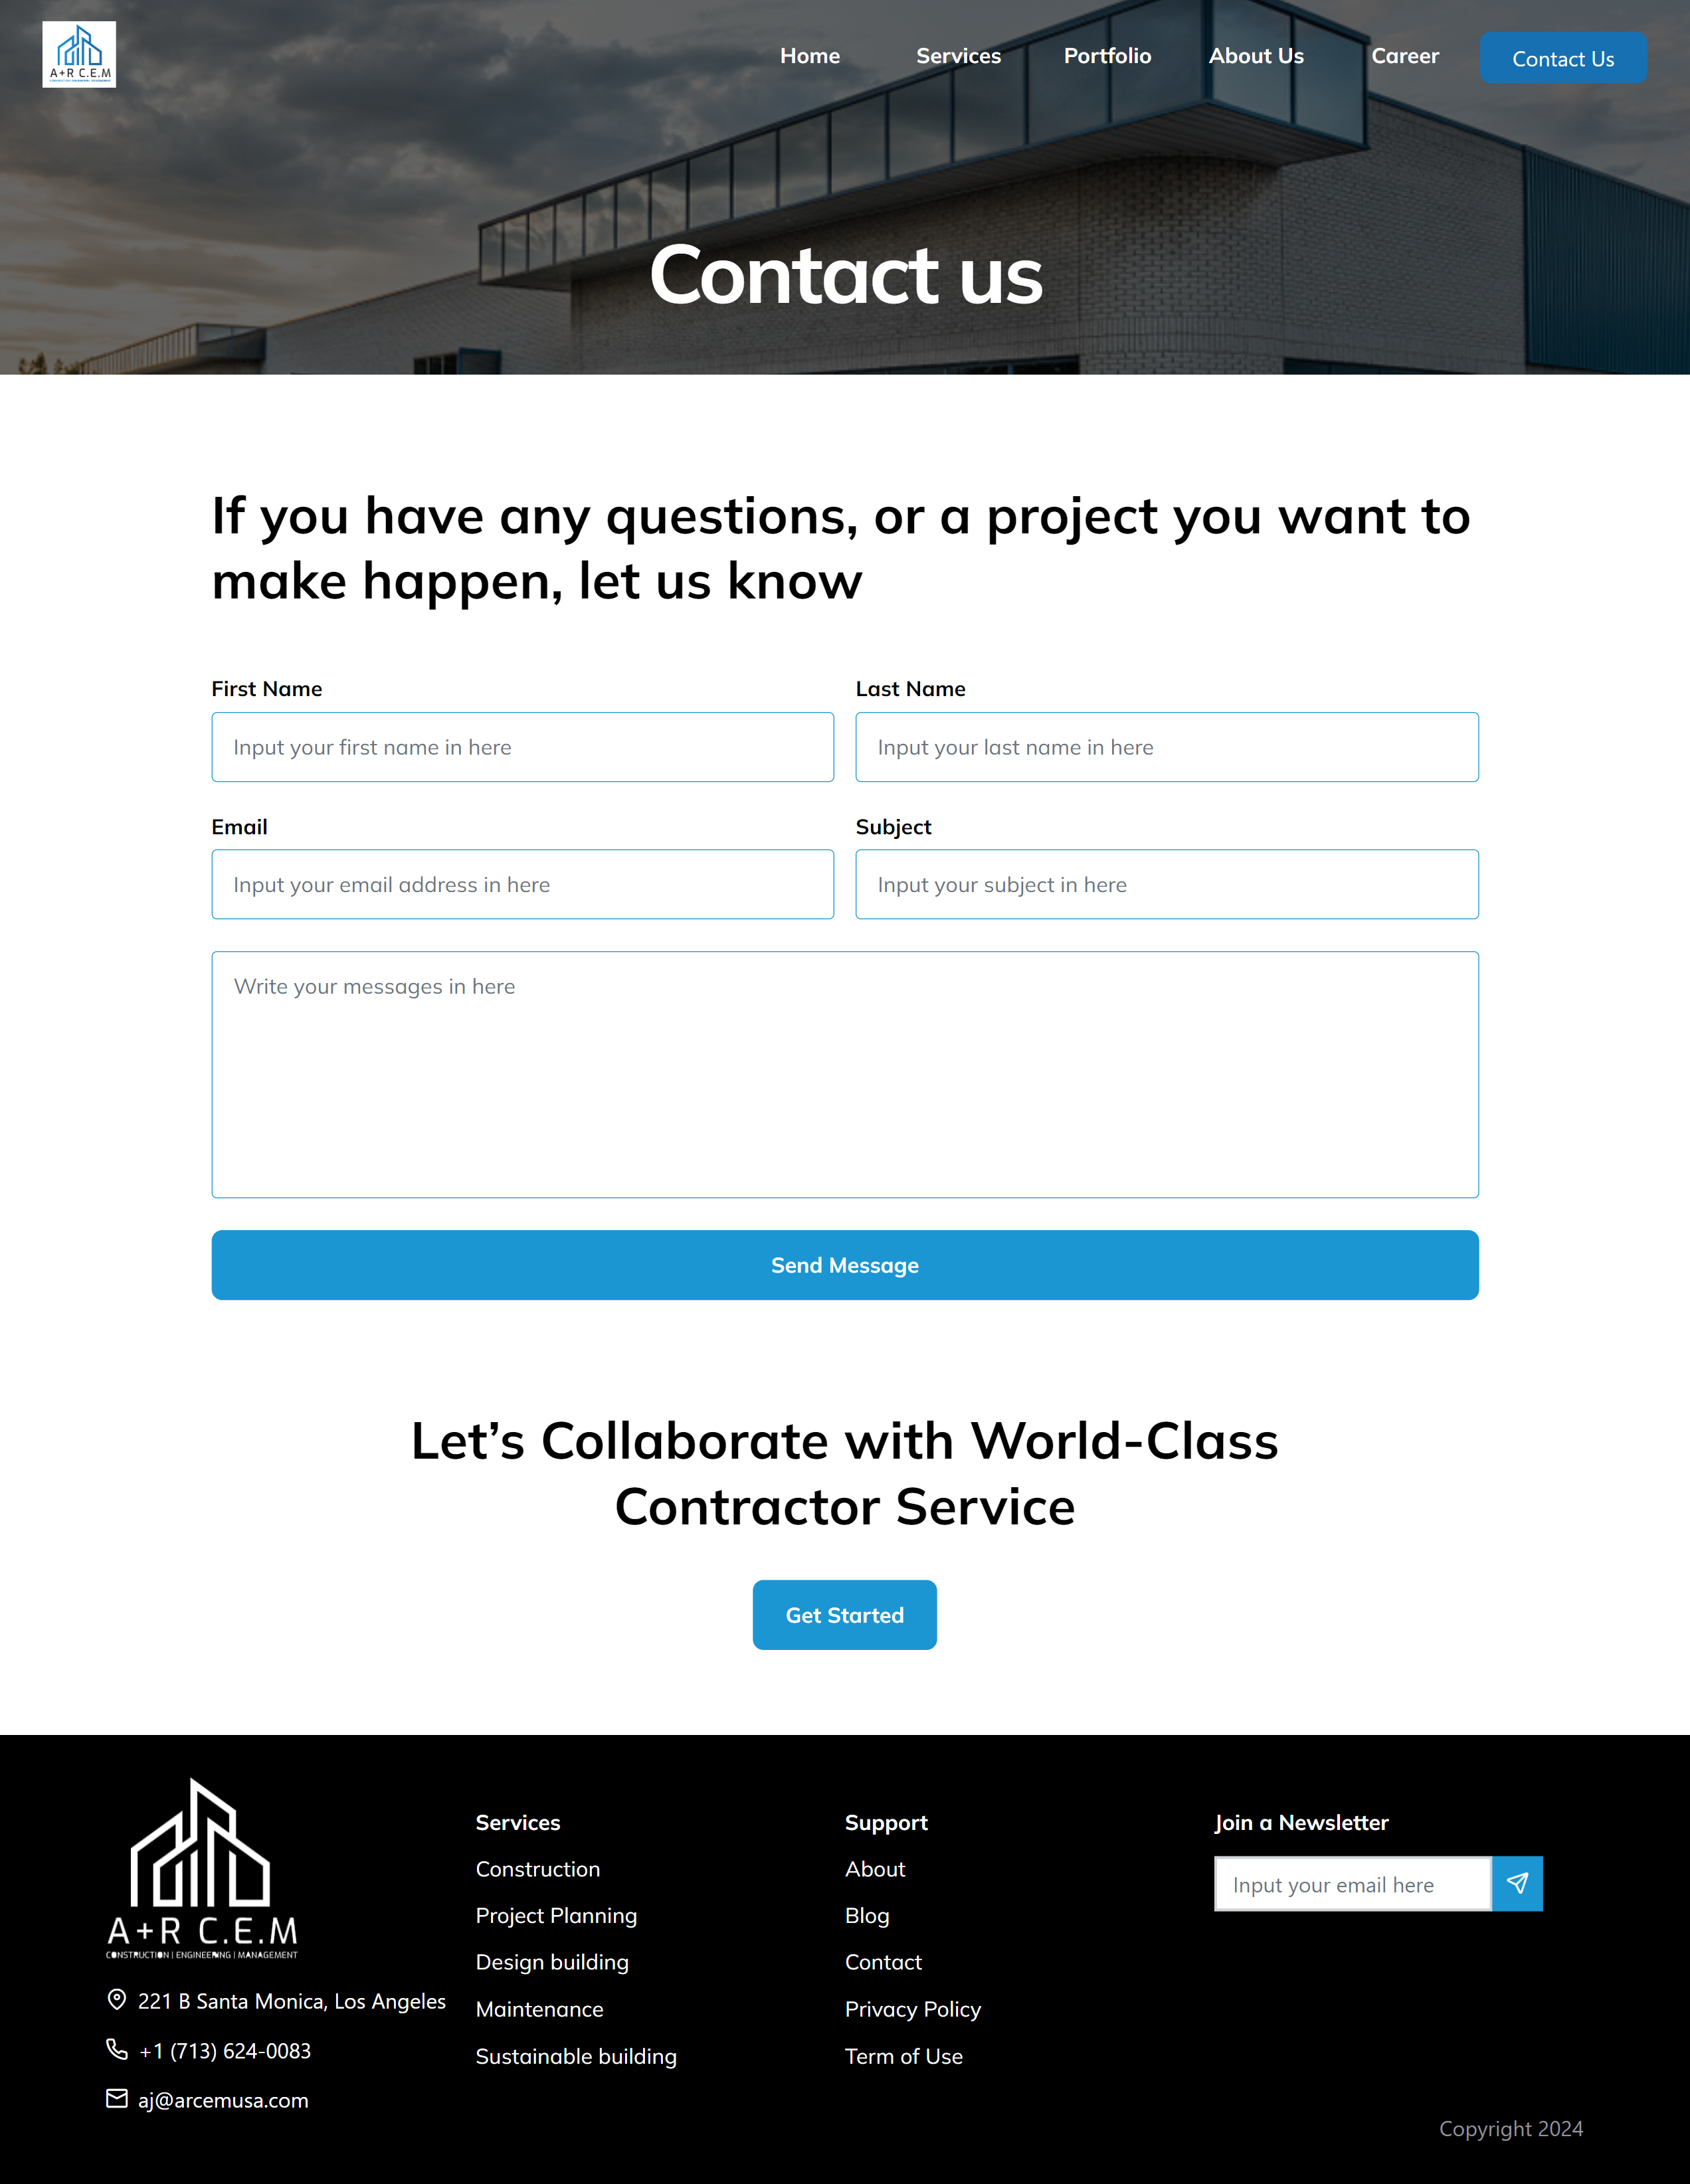 A+R C.E.M
Home
Services
Portfolio
About Us
Career
Contact Us
Contact us
If you have any questions, or a project you want to
make happen, let us know
First Name
Last Name
Input your first name in here
Input your last name in here
Email
Subject
Input your email address in here
Input your subject in here
Write your messages in here
Send Message
Let’s Collaborate with World-Class
Contractor Service
Get Started
A+R C.E.M
CONSTRUCTION | ENGINEERING | MANAGEMENT
221 B Santa Monica, Los Angeles
+1 (713) 624-0083
aj@arcemusa.com
Services
Construction
Project Planning
Design building
Maintenance
Sustainable building
Support
About
Blog
Contact
Privacy Policy
Term of Use
Join a Newsletter
Input your email here
Copyright 2024